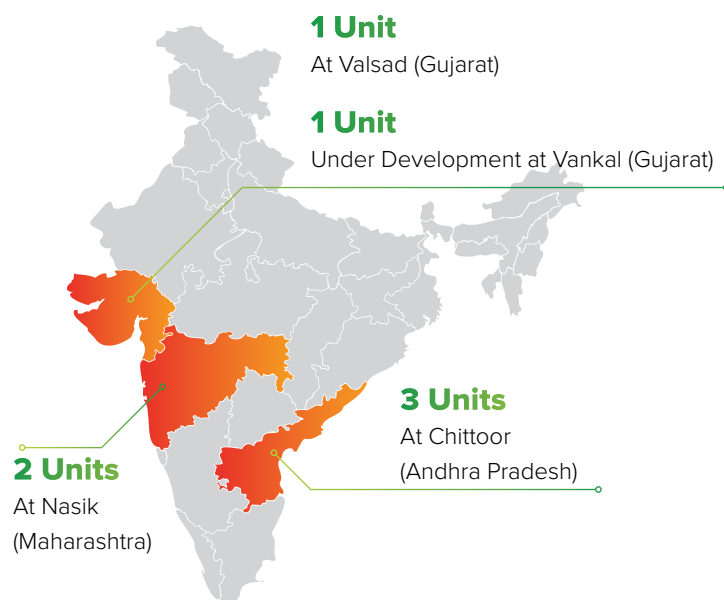 1 Unit
At Valsad (Gujarat)
1 Unit
Under Development at Vankal (Gujarat)
3 Units
At Chittoor
(Andhra Pradesh)
2 Units
At Nasik
(Maharashtra)